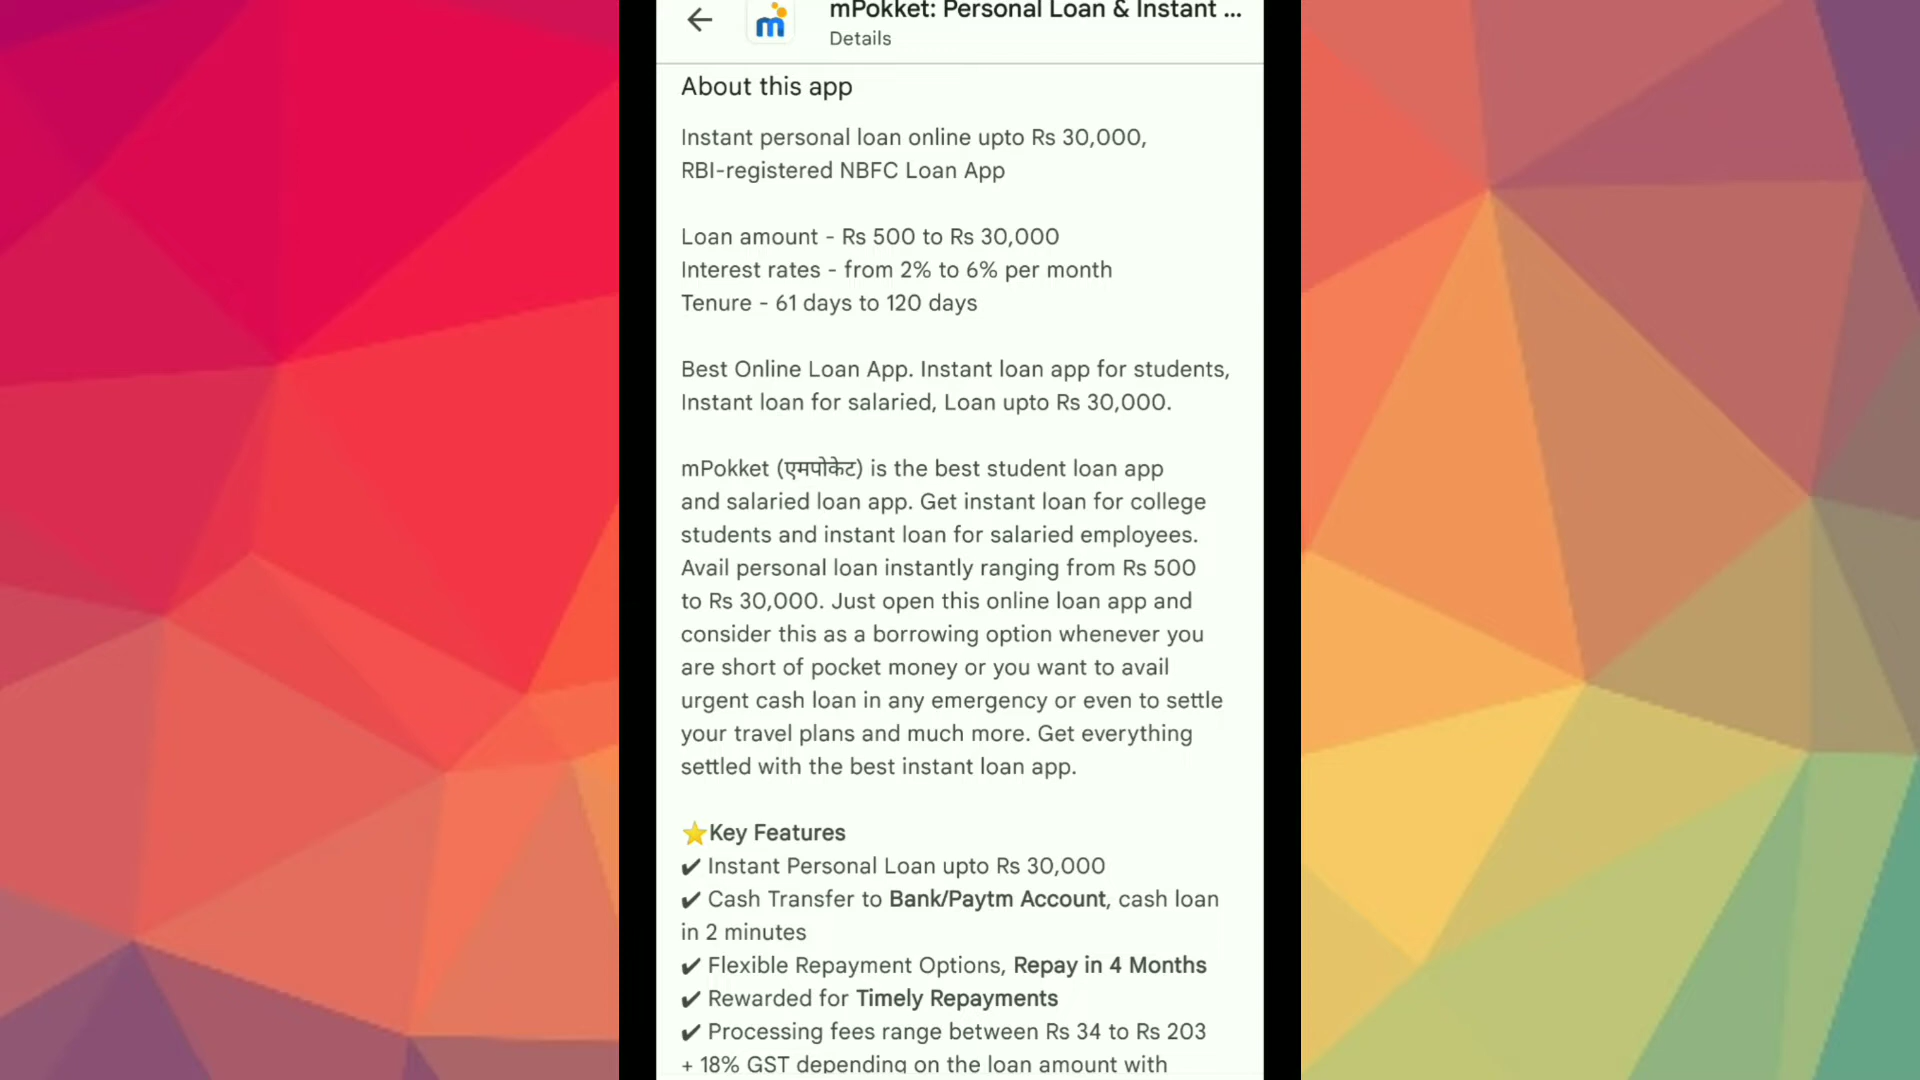 mPokket: Personal Loan & Instant ...
Details
About this app
Instant personal loan online upto Rs 30,000,
RBI-registered NBFC Loan App
Loan amount - Rs 500 to Rs 30,000
Interest rates - from 2% to 6% per month
Tenure - 61 days to 120 days
Best Online Loan App. Instant loan app for students,
Instant loan for salaried, Loan upto Rs 30,000.
mPokket (एमपोकेट) is the best student loan app
and salaried loan app. Get instant loan for college
students and instant loan for salaried employees.
Avail personal loan instantly ranging from Rs 500
to Rs 30,000. Just open this online loan app and
consider this as a borrowing option whenever you
are short of pocket money or you want to avail
urgent cash loan in any emergency or even to settle
your travel plans and much more. Get everything
settled with the best instant loan app.
⭐Key Features
✔ Instant Personal Loan upto Rs 30,000
✔ Cash Transfer to Bank/Paytm Account, cash loan
in 2 minutes
✔ Flexible Repayment Options, Repay in 4 Months
✔ Rewarded for Timely Repayments
✔ Processing fees range between Rs 34 to Rs 203
+ 18% GST depending on the loan amount with